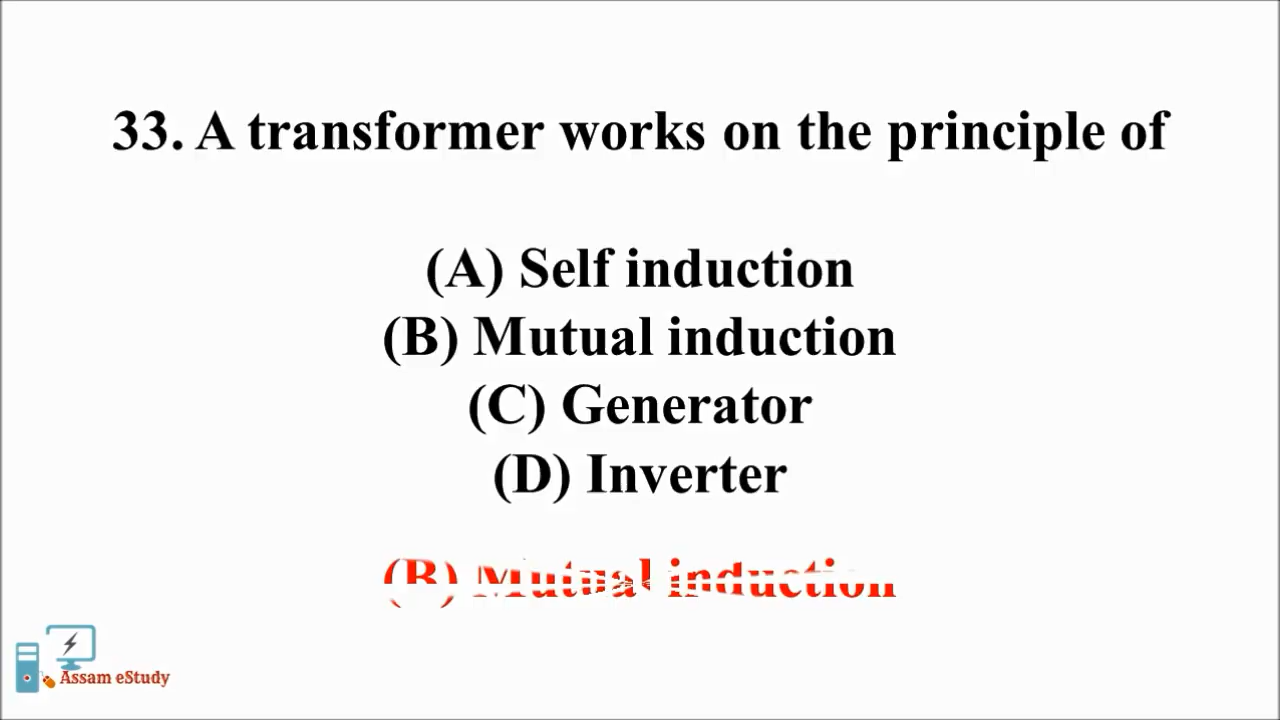 33. A transformer works on the principle of
(A) Self induction
(B) Mutual induction
(C) Generator
(D) Inverter
(B) Mutual induction
Assam eStudy